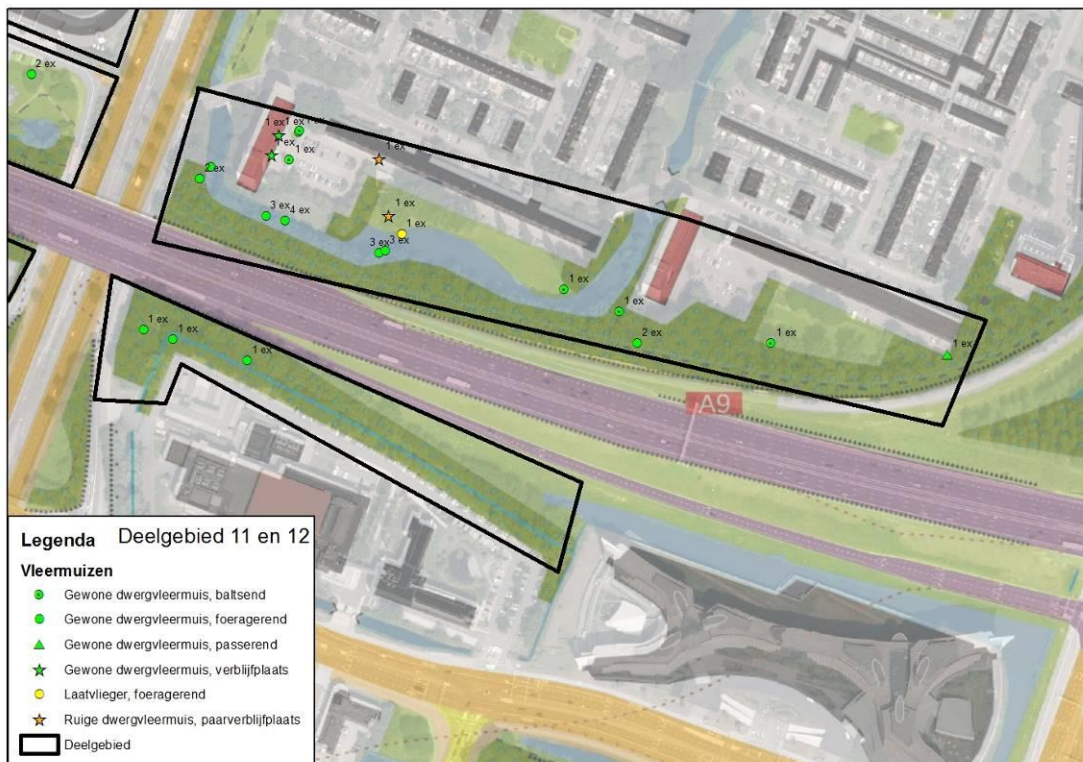 2 ex
1 ex
1 ex
1 ex
1 ex
1 ex
1 ex
2 ex
3 ex
4 ex
1 ex
1 ex
3 ex
3 ex
1 ex
1 ex
2 ex
1 ex
1 ex
1 ex
1 ex
1 ex
A9
Legenda Deelgebied 11 en 12
Vleermuizen
Gewone dwergvleermuis, baltsend
Gewone dwergvleermuis, foeragerend
Gewone dwergvleermuis, passerend
Gewone dwergvleermuis, verblijfplaats
Laatvlieger, foeragerend
Ruige dwergvleermuis, paarverblijfplaats
Deelgebied